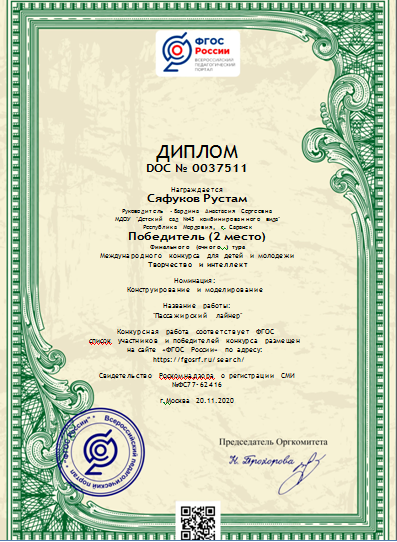 ФГОС
России
ВСЕРОССИЙСКИЙ
ПЕДАГОГИЧЕСКИЙ
ПОРТАЛ
ДИПЛОМ
DOC № 0037511
Награждается
Сяфуков Рустам
Руководитель - Бардина Анастасия Сергеевна
МДОУ "Детский сад №43 комбинированного вида"
Республика Мордовия, г. Саранск
Победитель (2 место)
Финального (очного,.) тура
Международного конкурса для детей и молодежи
Творчество и интеллект
Номинация:
Конструирование и моделирование
Название работы:
"Пассажирский лайнер"
Конкурсная работа соответствует ФГОС
список участников и победителей конкурса размещен
на сайте «ФГОС России» по адресу:
https://fgosrf.ru/search/
Свидетельство Роскомнадзора о регистрации СМИ
№ФС77-62416
г.Москва 20.11.2020
Председатель Оргкомитета
Н. Прохорова
"ФГОС России" * Всероссийский педагогический портал *